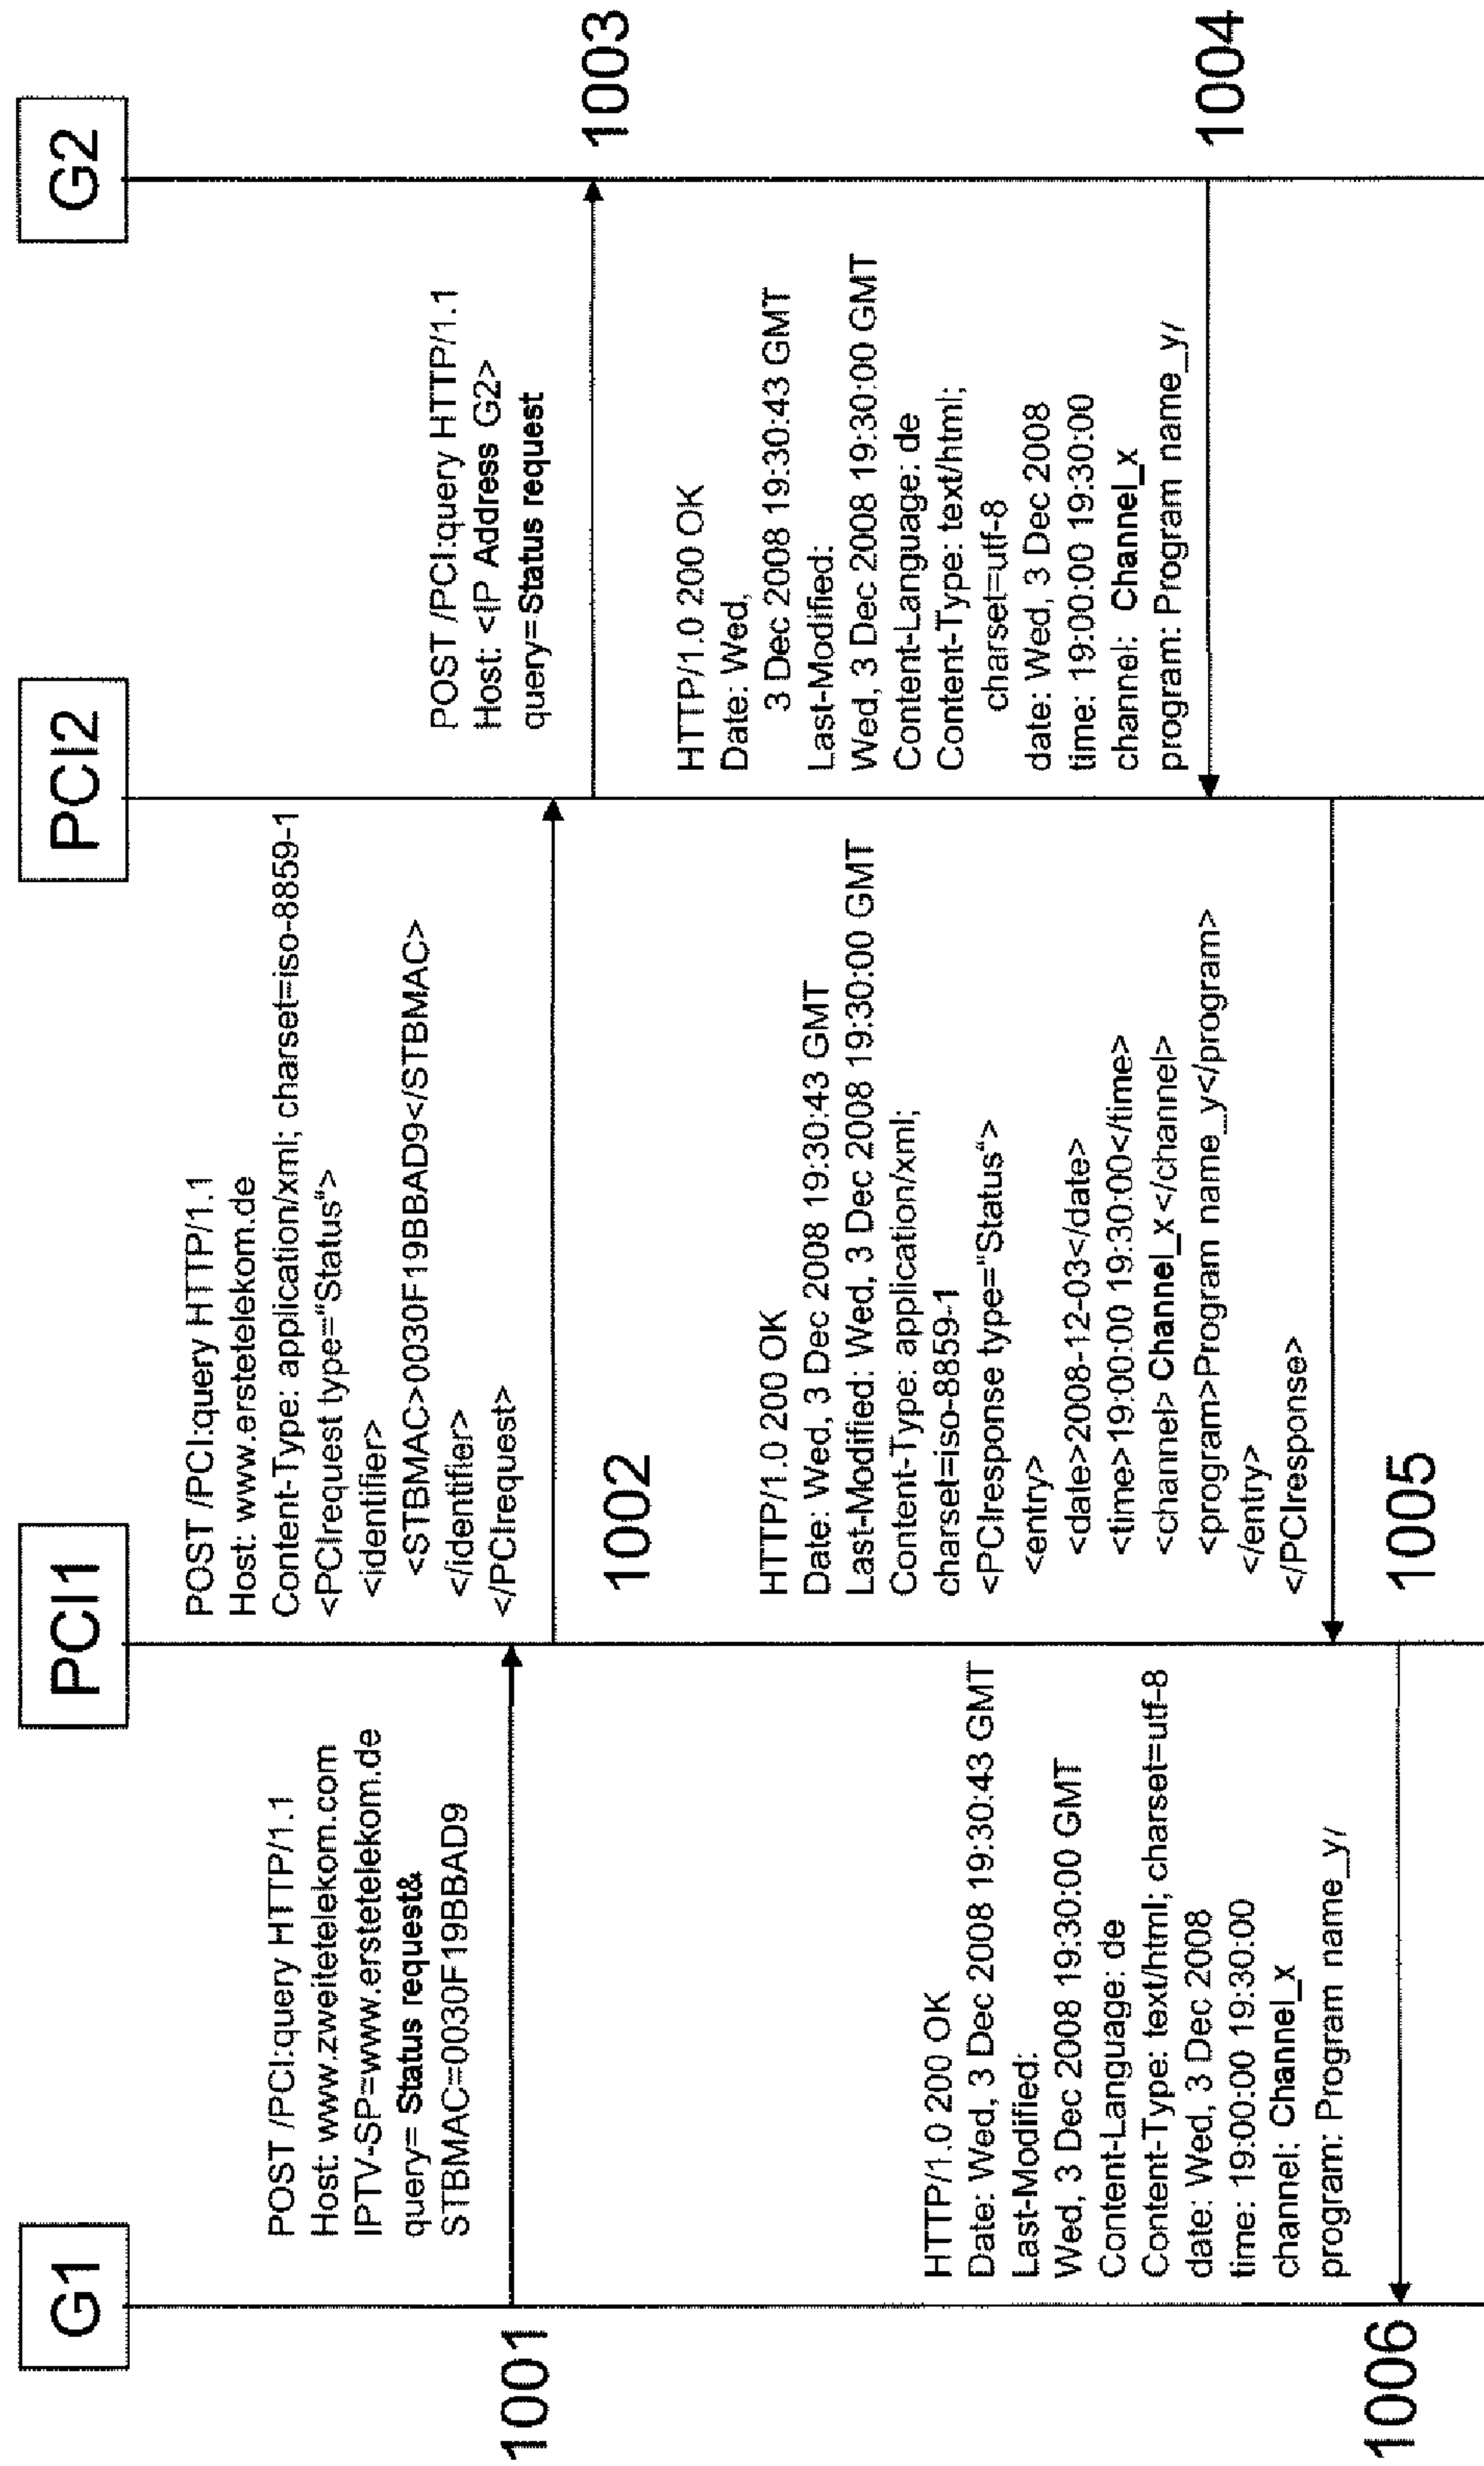 G1
PCI1
PCI2
G2
POST /PCI:query HTTP/1.1
Host: www.zweitetelekom.com
IPTV-SP=www.erstetelekom.de
query= Status request&
STBMAC=0030F19BBAD9
1001
POST /PCI:query HTTP/1.1
Host: www.erstetelekom.de
Content-Type: application/xml; charset=iso-8859-1
<PCIrequest type="Status“>
<identifier>
<STBMAC>0030F19BBAD9</STBMAC>
</identifier>
</PCIrequest>
1002
POST /PCI:query HTTP/1.1
Host: <IP Address G2>
query=Status request
1003
HTTP/1.0 200 OK
Date: Wed,
3 Dec 2008 19:30:43 GMT
Last-Modified:
Wed, 3 Dec 2008 19:30:00 GMT
Content-Language: de
Content-Type: text/html;
charset=utf-8
date: Wed, 3 Dec 2008
time: 19:00:00 19:30:00
channel: Channel_x
program: Program name_y/
1004
HTTP/1.0 200 OK
Date: Wed, 3 Dec 2008 19:30:43 GMT
Last-Modified: Wed, 3 Dec 2008 19:30:00 GMT
Content-Type: application/xml;
charset=iso-8859-1
<PCIresponse type="Status“>
<entry>
<date>2008-12-03</date>
<time>19:00:00 19:30:00</time>
<channel> Channel_x </channel>
<program>Program name_y</program>
</entry>
</PCIresponse>
1005
HTTP/1.0 200 OK
Date: Wed, 3 Dec 2008 19:30:43 GMT
Last-Modified:
Wed, 3 Dec 2008 19:30:00 GMT
Content-Language: de
Content-Type: text/html; charset=utf-8
date: Wed, 3 Dec 2008
time: 19:00:00 19:30:00
channel: Channel_x
program: Program name_y/
1006